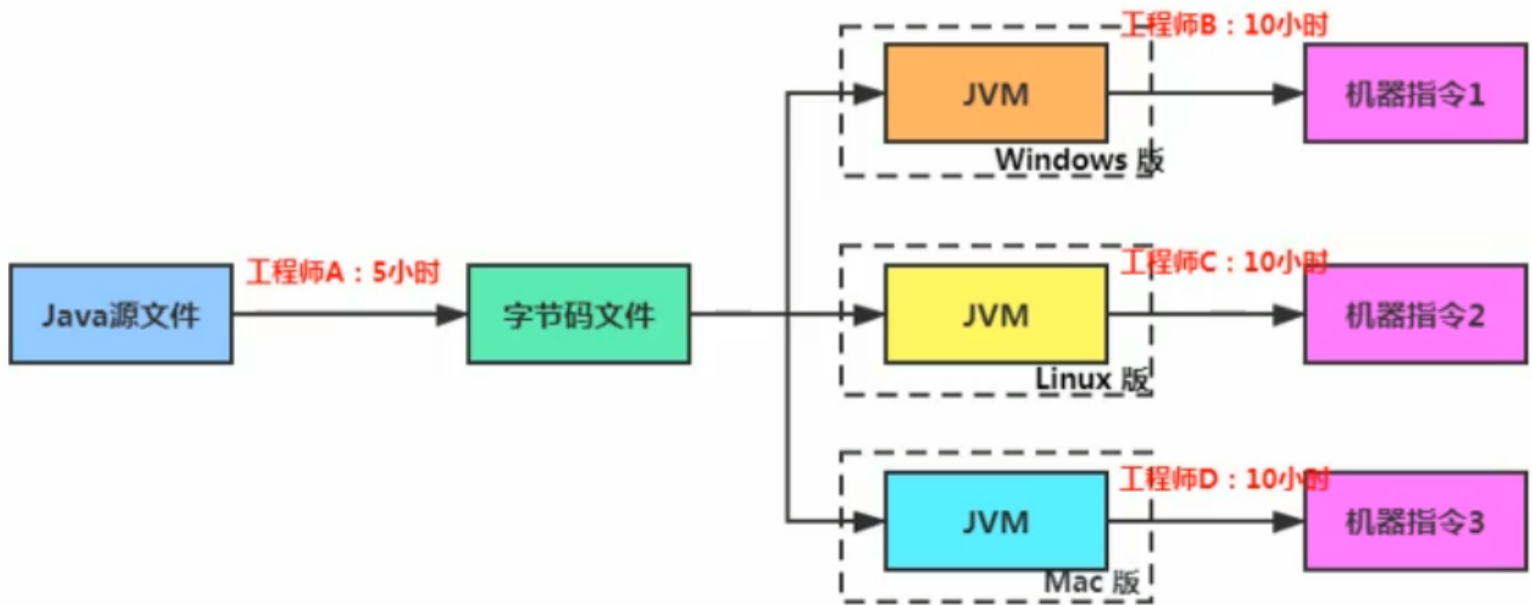 工程师B：10小时
JVM
机器指令1
Windows 版
工程师A：5小时
工程师C：10小时
Java源文件
字节码文件
JVM
机器指令2
Linux 版
工程师D：10小时
JVM
机器指令3
Mac 版